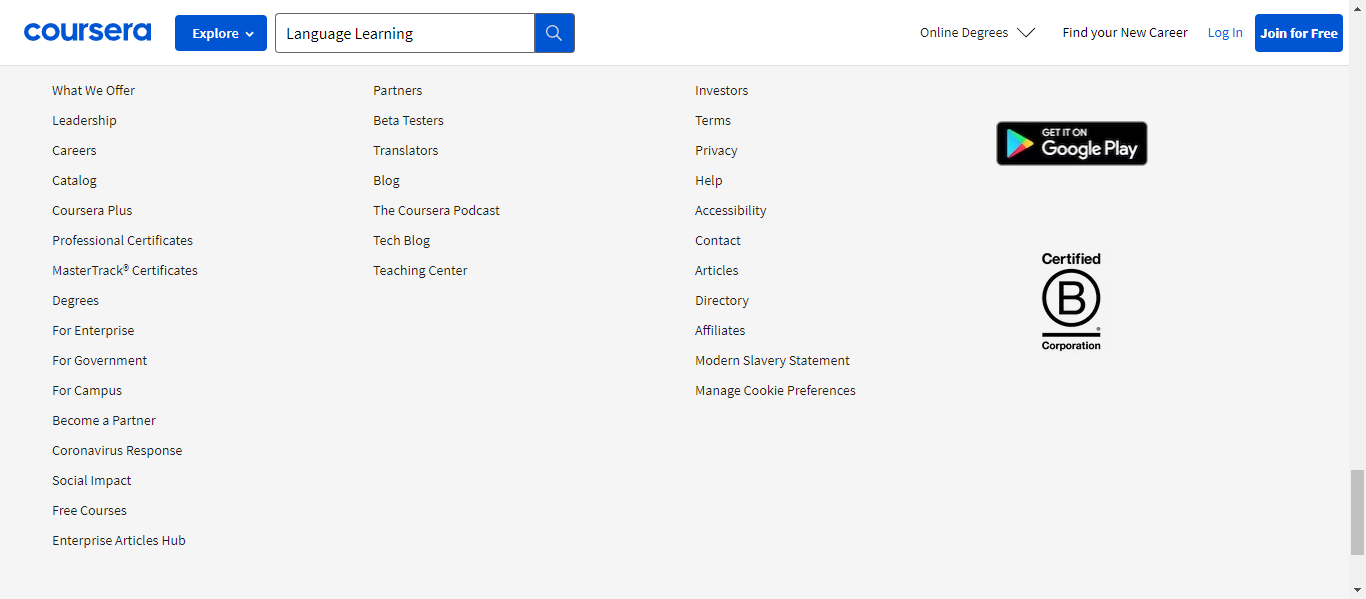 coursera
Explore
Language Learning
Online Degrees
Find your New Career
Log In
Join for Free
What We Offer
Leadership
Careers
Catalog
Coursera Plus
Professional Certificates
MasterTrack® Certificates
Degrees
For Enterprise
For Government
For Campus
Become a Partner
Coronavirus Response
Social Impact
Free Courses
Enterprise Articles Hub
Partners
Beta Testers
Translators
Blog
The Coursera Podcast
Tech Blog
Teaching Center
Investors
Terms
Privacy
Help
Accessibility
Contact
Articles
Directory
Affiliates
Modern Slavery Statement
Manage Cookie Preferences
GET IT ON
Google Play
Certified
B
Corporation